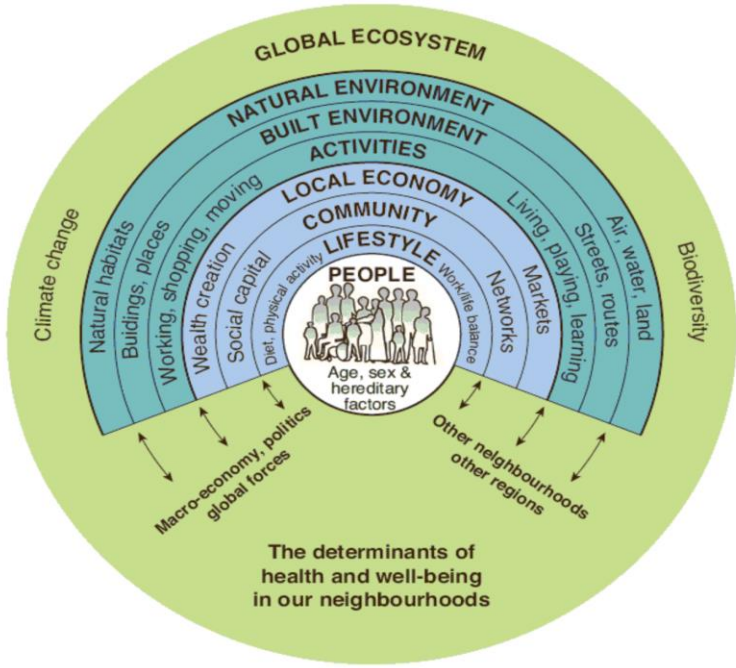 GLOBAL ECOSYSTEM
NATURAL ENVIRONMENT
BUILT ENVIRONMENT
ACTIVITIES
LOCAL ECONOMY
COMMUNITY
LIFESTYLE
PEOPLE
Age, sex &
hereditary
factors
Climate change
Natural habitats
Buidings, places
Working, shopping, moving
Wealth creation
Social capital
Diet, physical activity
Work/life balance
Networks
Markets
Living, playing, learning
Streets, routes
Air, water, land
Biodiversity
Macro-economy, politics
global forces
Other neighbourhoods
other regions
The determinants of
health and well-being
in our neighbourhoods